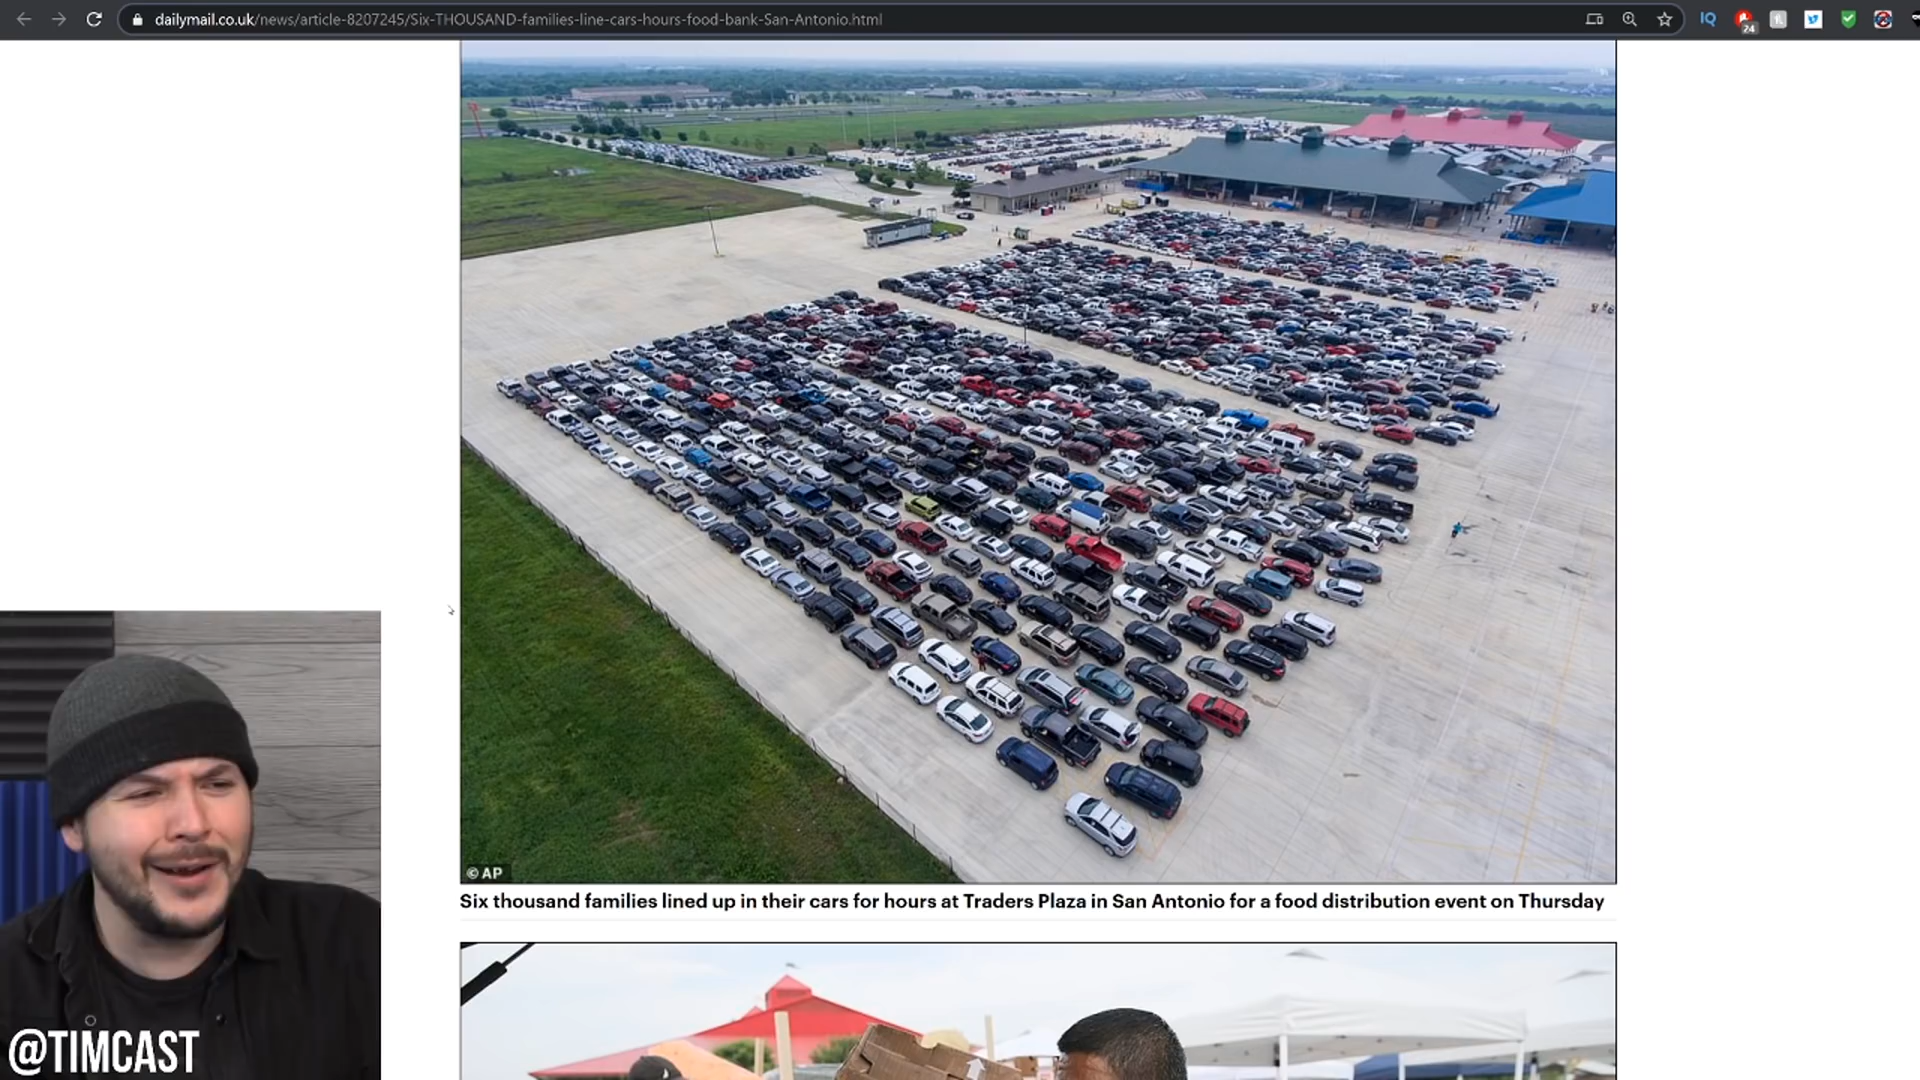 dailymail.co.uk/news/article-8207245/Six-THOUSAND-families-line-cars-hours-food-bank-San-Antonio.html
IQ
24
© AP
Six thousand families lined up in their cars for hours at Traders Plaza in San Antonio for a food distribution event on Thursday
@TIMCAST